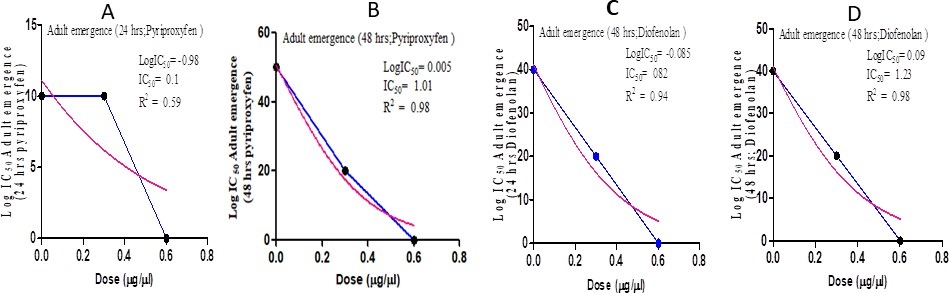 A
Adult emergence (24 hrs;Pyriproxyfen)
LogIC50= -0.98
IC50= 0.1
R2 = 0.59
Log IC50 Adult emergence
(24 hrs pyriproxyfen)
15
10
5
0
0.0 0.2 0.4 0.6 0.8
Dose (µg/µl)
B
Adult emergence (48 hrs;Pyriproxyfen )
LogIC50= 0.005
IC50= 1.01
R2 = 0.98
Log IC50 Adult emergence
(48 hrs pyriproxyfen)
60
40
20
0
0.0 0.2 0.4 0.6 0.8
Dose (µg/µl)
C
Adult emergence (48 hrs;Diofenolan)
LogIC50= -0.085
IC50= 082
R2 = 0.94
Log IC50 Adult emergence
(24 hrs; Diofenolan)
50
40
30
20
10
0
0.0 0.2 0.4 0.6 0.8
Dose (µg/µl)
D
Adult emergence (48 hrs;Diofenolan)
LogIC50= 0.09
IC50= 1.23
R2 = 0.98
Log IC50 Adult emergence
(48 hrs; Diofenolan)
50
40
30
20
10
0
0.0 0.2 0.4 0.6 0.8
Dose (µg/µl)